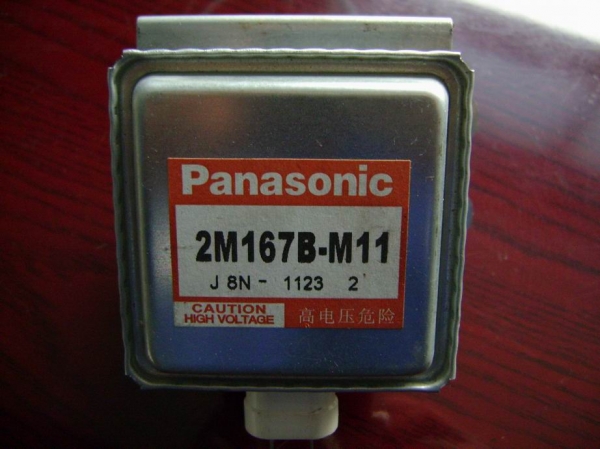 Panasonic
2M167B-M11
J 8N - 1123 2
CAUTION
HIGH VOLTAGE
高电压危险